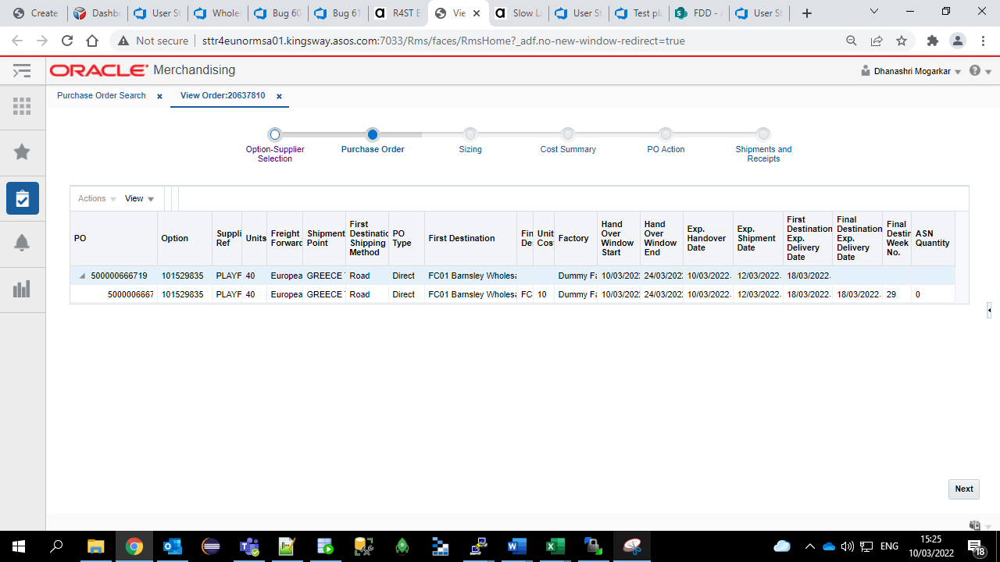 Create
Dashbo
User St
Wholes
Bug 60
Bug 61
R4ST E
Vie
Slow La
User St
Test pla
FDD - A
User St
Not secure
sttr4eunormsa01.kingsway.asos.com:7033/Rms/faces/RmsHome?_adf.no-new-window-redirect=true
ORACLE Merchandising
Dhanashri Mogarkar
Purchase Order Search
View Order:20637810
Option-Supplier
Selection
Purchase Order
Sizing
Cost Summary
PO Action
Shipments and
Receipts
Actions
View
PO
Option
Suppli
Ref
Units
Freight
Forward
Shipment
Point
First
Destinatio
Shipping
Method
PO
Type
First Destination
Fin
Des
Unit
Cost
Factory
Hand
Over
Window
Start
Hand
Over
Window
End
Exp.
Handover
Date
Exp.
Shipment
Date
First
Destination
Exp.
Delivery
Date
Final
Destination
Exp.
Delivery
Date
Final
Destin
Week
No.
ASN
Quantity
500000666719 101529835 PLAYF 40 Europea GREECE Road Direct FC01 Barnsley Wholesa Dummy Fa 10/03/2022 24/03/2022 10/03/2022 12/03/2022 18/03/2022
5000006667 101529835 PLAYF 40 Europea GREECE Road Direct FC01 Barnsley Wholesa FC 10 Dummy Fa 10/03/2022 24/03/2022 10/03/2022 12/03/2022 18/03/2022 18/03/2022 29 0
Next
ENG
15:25
10/03/2022
18